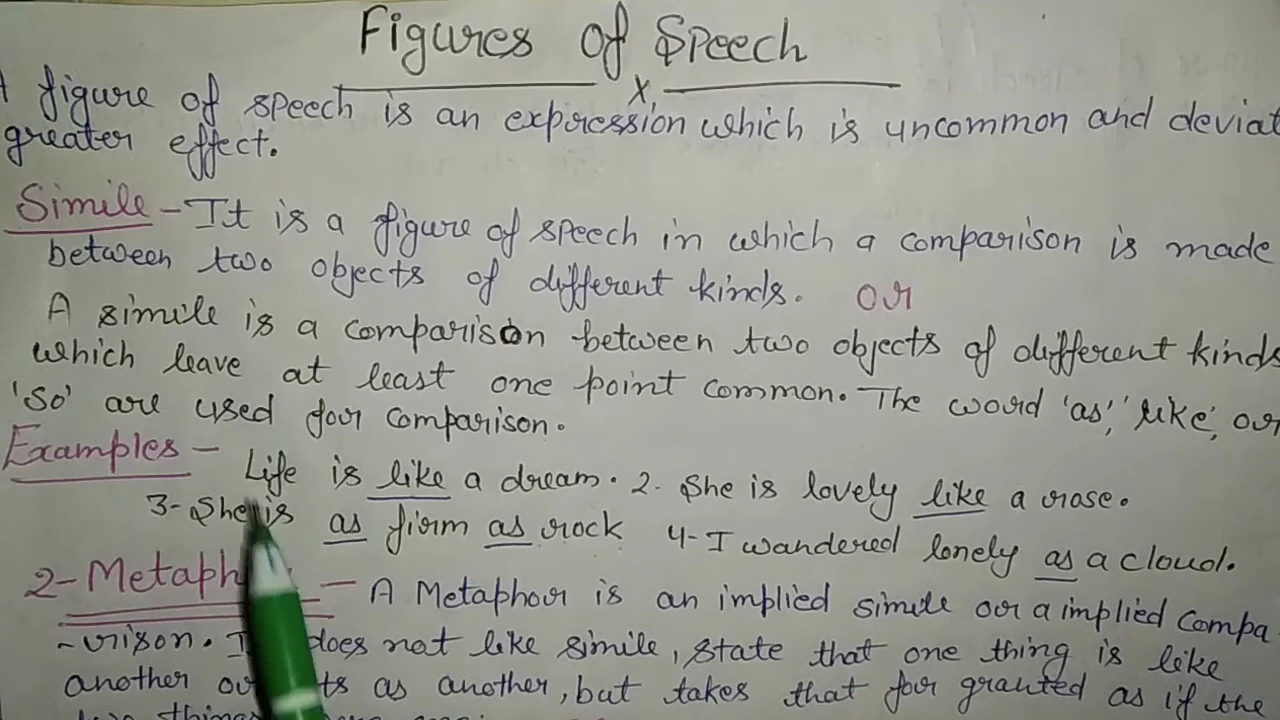 Figures of Speech
X
A figure of speech is an expression which is uncommon and deviat
greater effect.
Simile - It is a figure of speech in which a comparison is made
between two objects of different kinds. Or
A simile is a comparison between two objects of different kinds
which leave at least one point common. The word 'as', 'like', or
'so' are used for comparison.
Examples - Life is like a dream. 2. She is lovely like a rose.
3- She is as firm as rock 4- I wandered lonely as a cloud.
2- Metaph — A Metaphor is an implied simile or a implied compa
-rison. does not like simile, state that one thing is like
another or as another, but takes that for granted as if the
things